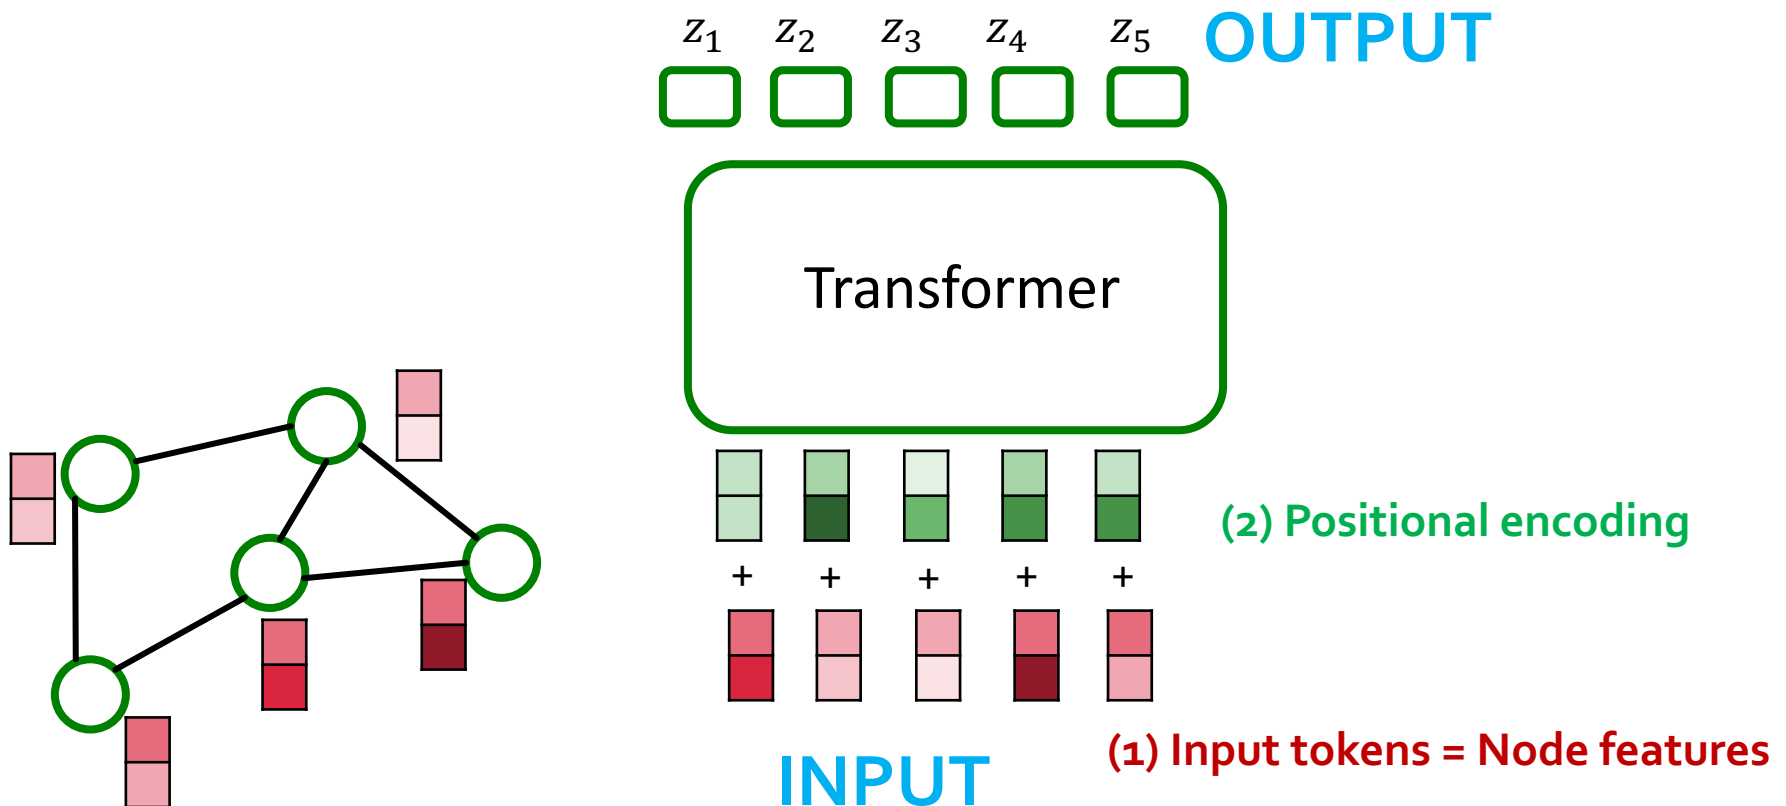 z1 z2 z3 z4 z5 OUTPUT
Transformer
(2) Positional encoding
+ + + + +
(1) Input tokens = Node features
INPUT